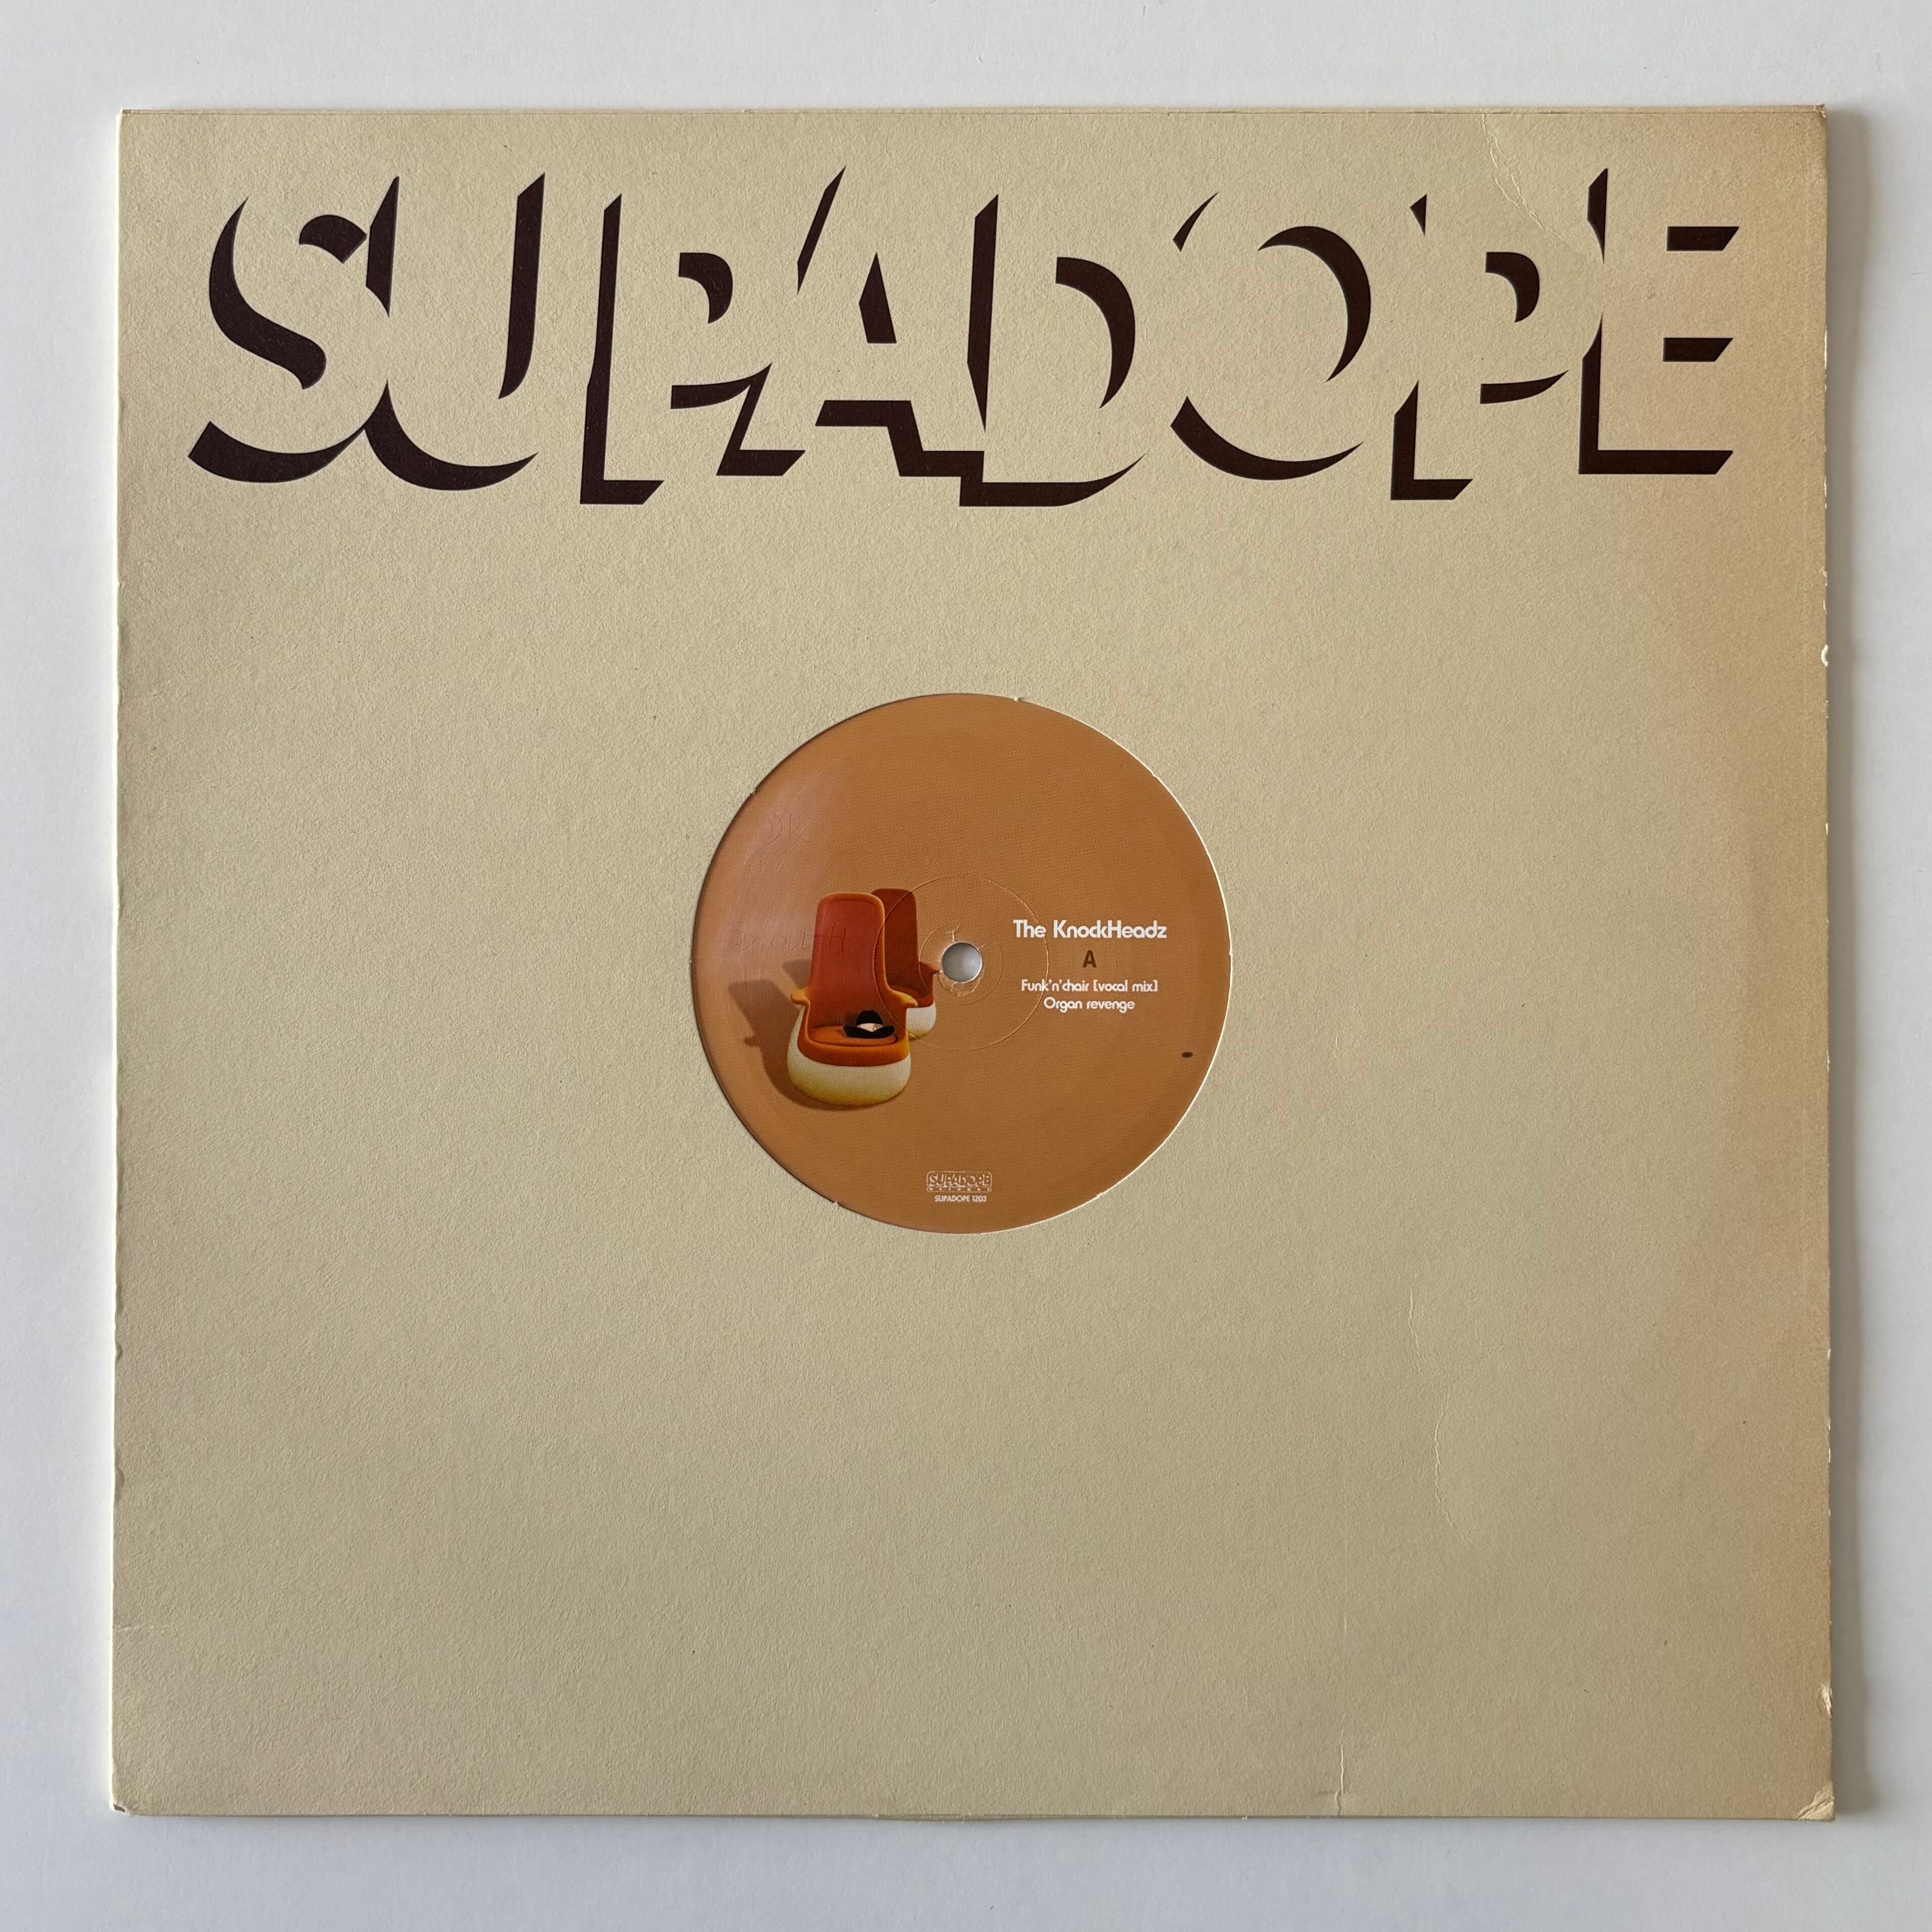 SUPADOPE
The KnockHeadz
A
Funk'n'chair [vocal mix]
Organ revenge
SUPADOPE
SUPADOPE 1203